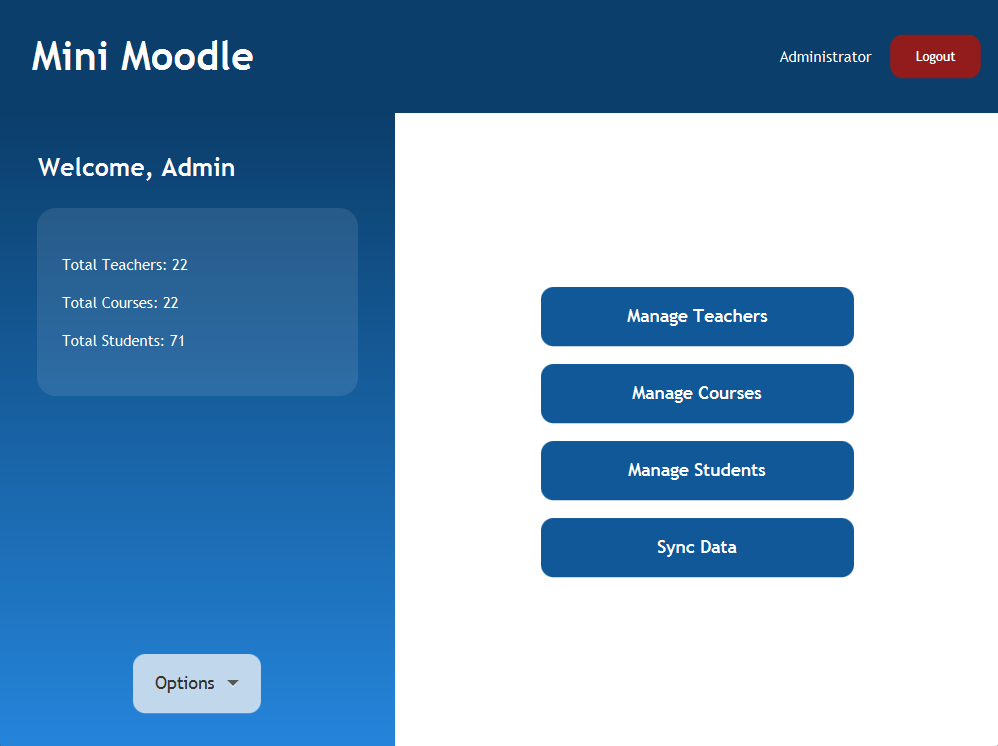 Mini Moodle
Administrator
Logout
Welcome, Admin
Total Teachers: 22
Total Courses: 22
Total Students: 71
Manage Teachers
Manage Courses
Manage Students
Sync Data
Options